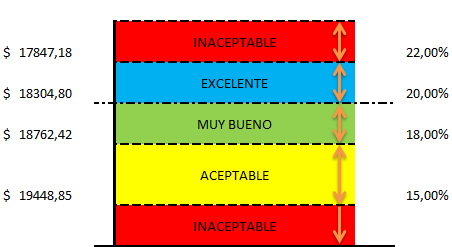 INACEPTABLE
$ 17847,18 22,00%
EXCELENTE
$ 18304,80 20,00%
MUY BUENO
$ 18762,42 18,00%
ACEPTABLE
$ 19448,85 15,00%
INACEPTABLE